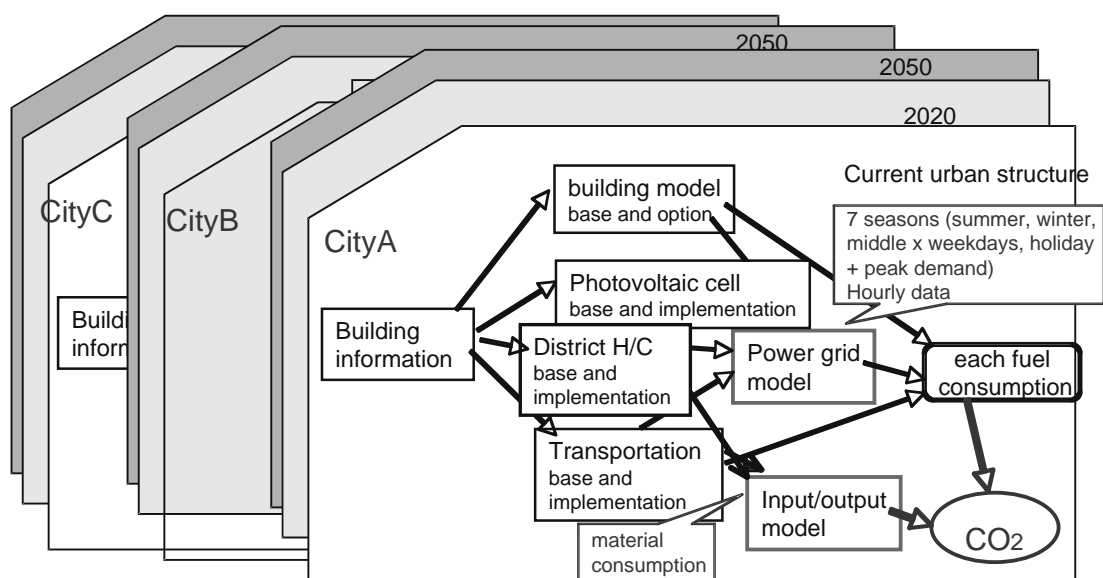 2050
2050
2020
Current urban structure
building model
base and option
7 seasons (summer, winter,
middle x weekdays, holiday
+ peak demand)
Hourly data
CityC
CityB
CityA
Photovoltaic cell
base and implementation
Building
information
District H/C
base and
implementation
Power grid
model
each fuel
consumption
Transportation
base and
implementation
Input/output
model
material
consumption
CO2